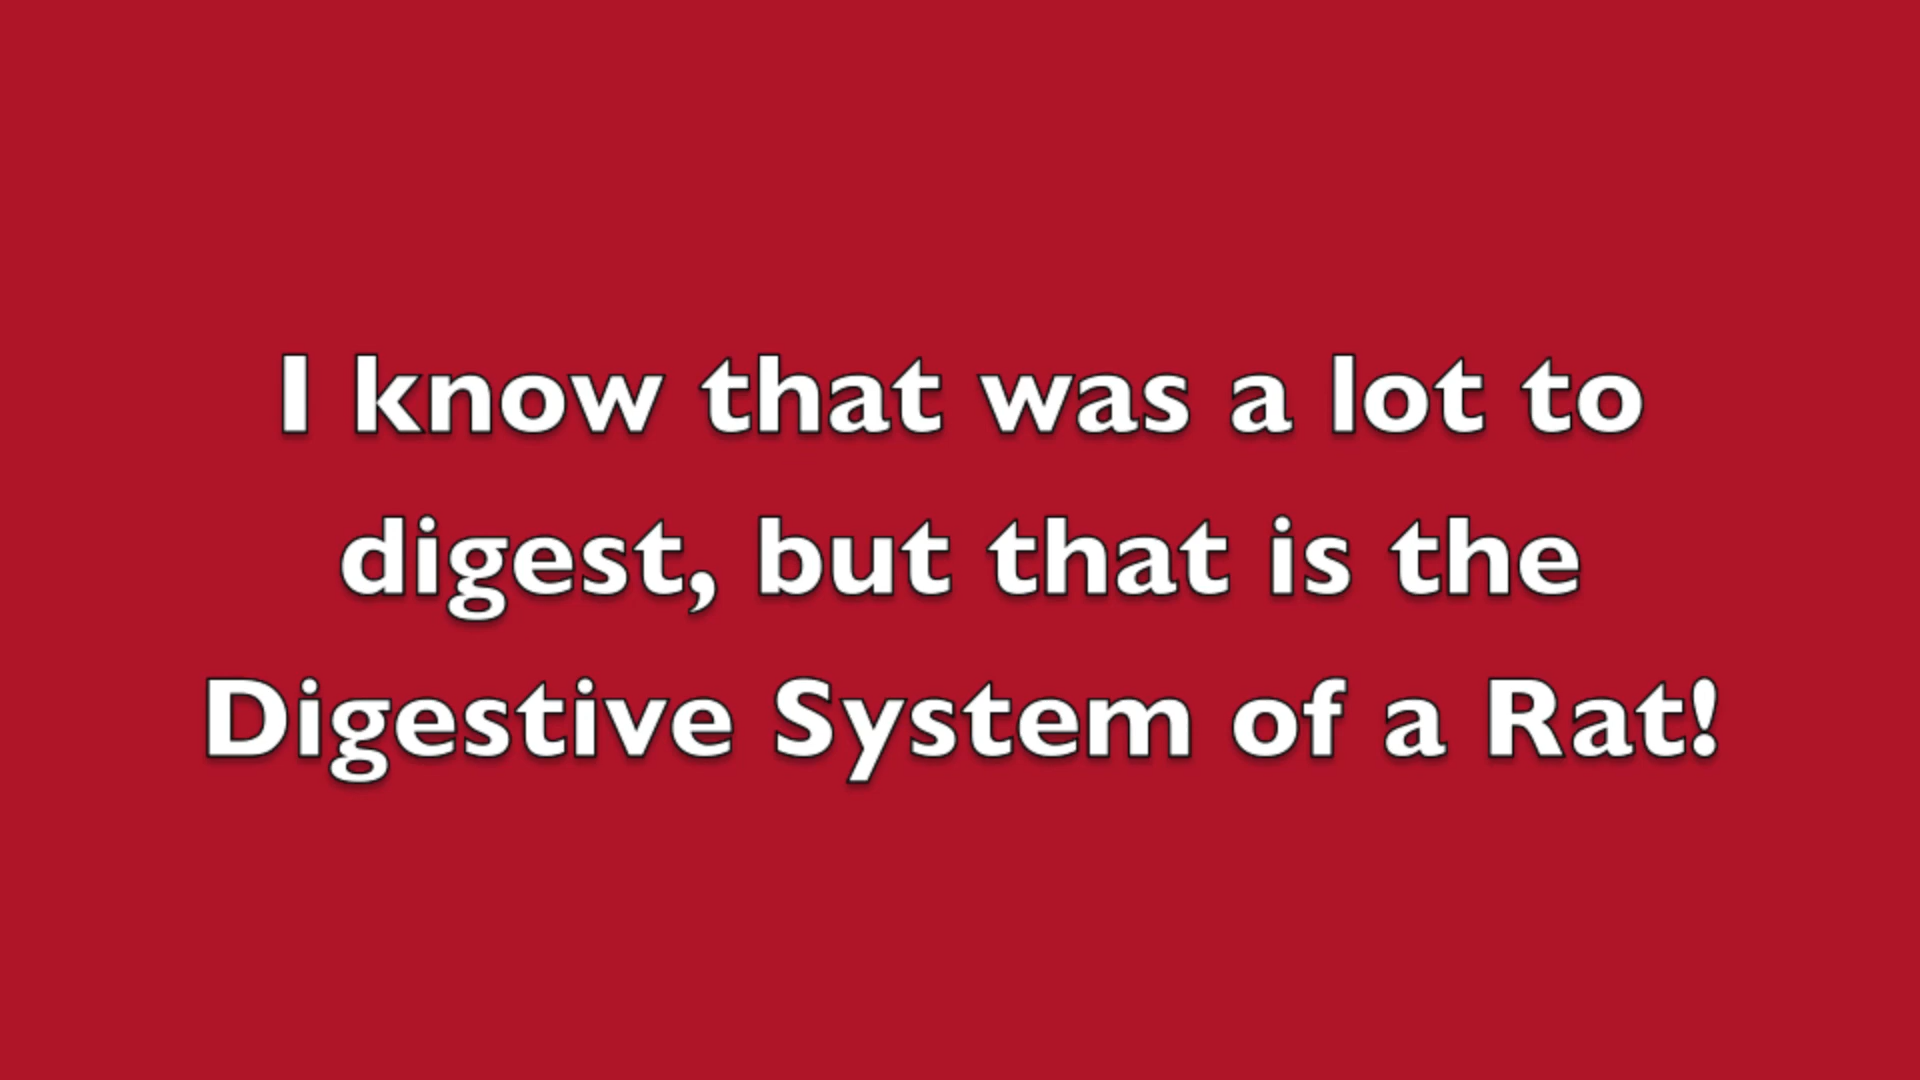 I know that was a lot to
digest, but that is the
Digestive System of a Rat!